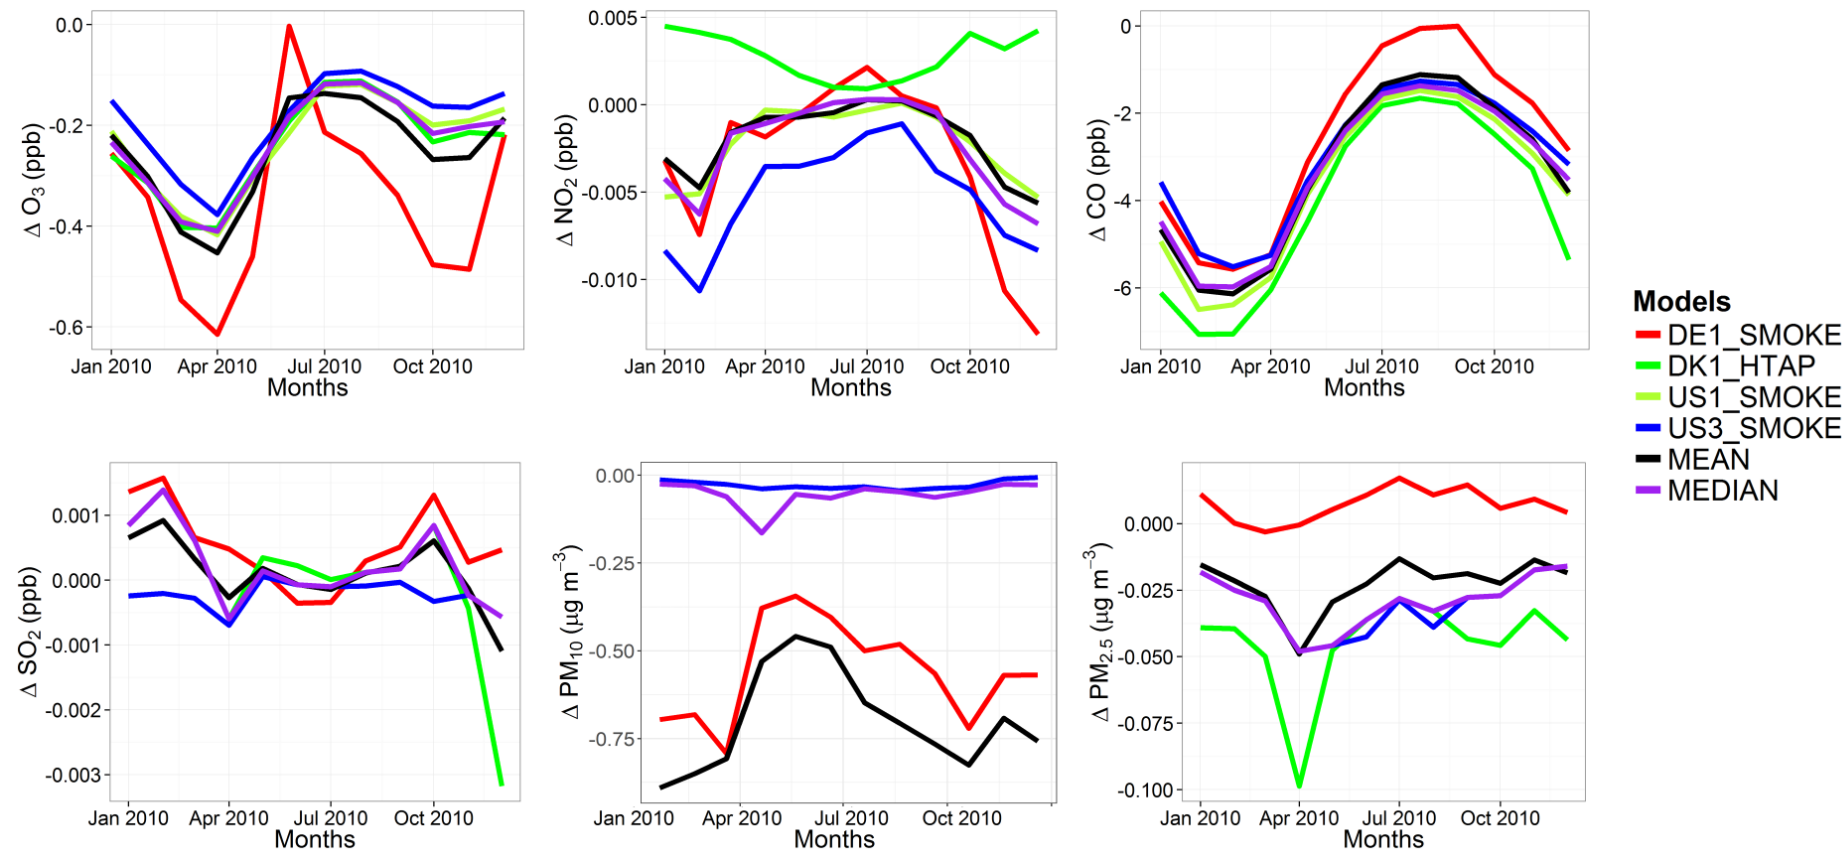 0.0
-0.2
-0.4
-0.6
Δ O₃ (ppb)
Jan 2010 Apr 2010 Jul 2010 Oct 2010
Months
0.005
0.000
-0.005
-0.010
Δ NO₂ (ppb)
Jan 2010 Apr 2010 Jul 2010 Oct 2010
Months
0
-2
-4
-6
Δ CO (ppb)
Jan 2010 Apr 2010 Jul 2010 Oct 2010
Months
Models
DE1_SMOKE
DK1_HTAP
US1_SMOKE
US3_SMOKE
MEAN
MEDIAN
0.001
0.000
-0.001
-0.002
-0.003
Δ SO₂ (ppb)
Jan 2010 Apr 2010 Jul 2010 Oct 2010
Months
0.00
-0.25
-0.50
-0.75
Δ PM₁₀ (µg m⁻³)
Jan 2010 Apr 2010 Jul 2010 Oct 2010
Months
0.000
-0.025
-0.050
-0.075
-0.100
Δ PM₂.₅ (µg m⁻³)
Jan 2010 Apr 2010 Jul 2010 Oct 2010
Months